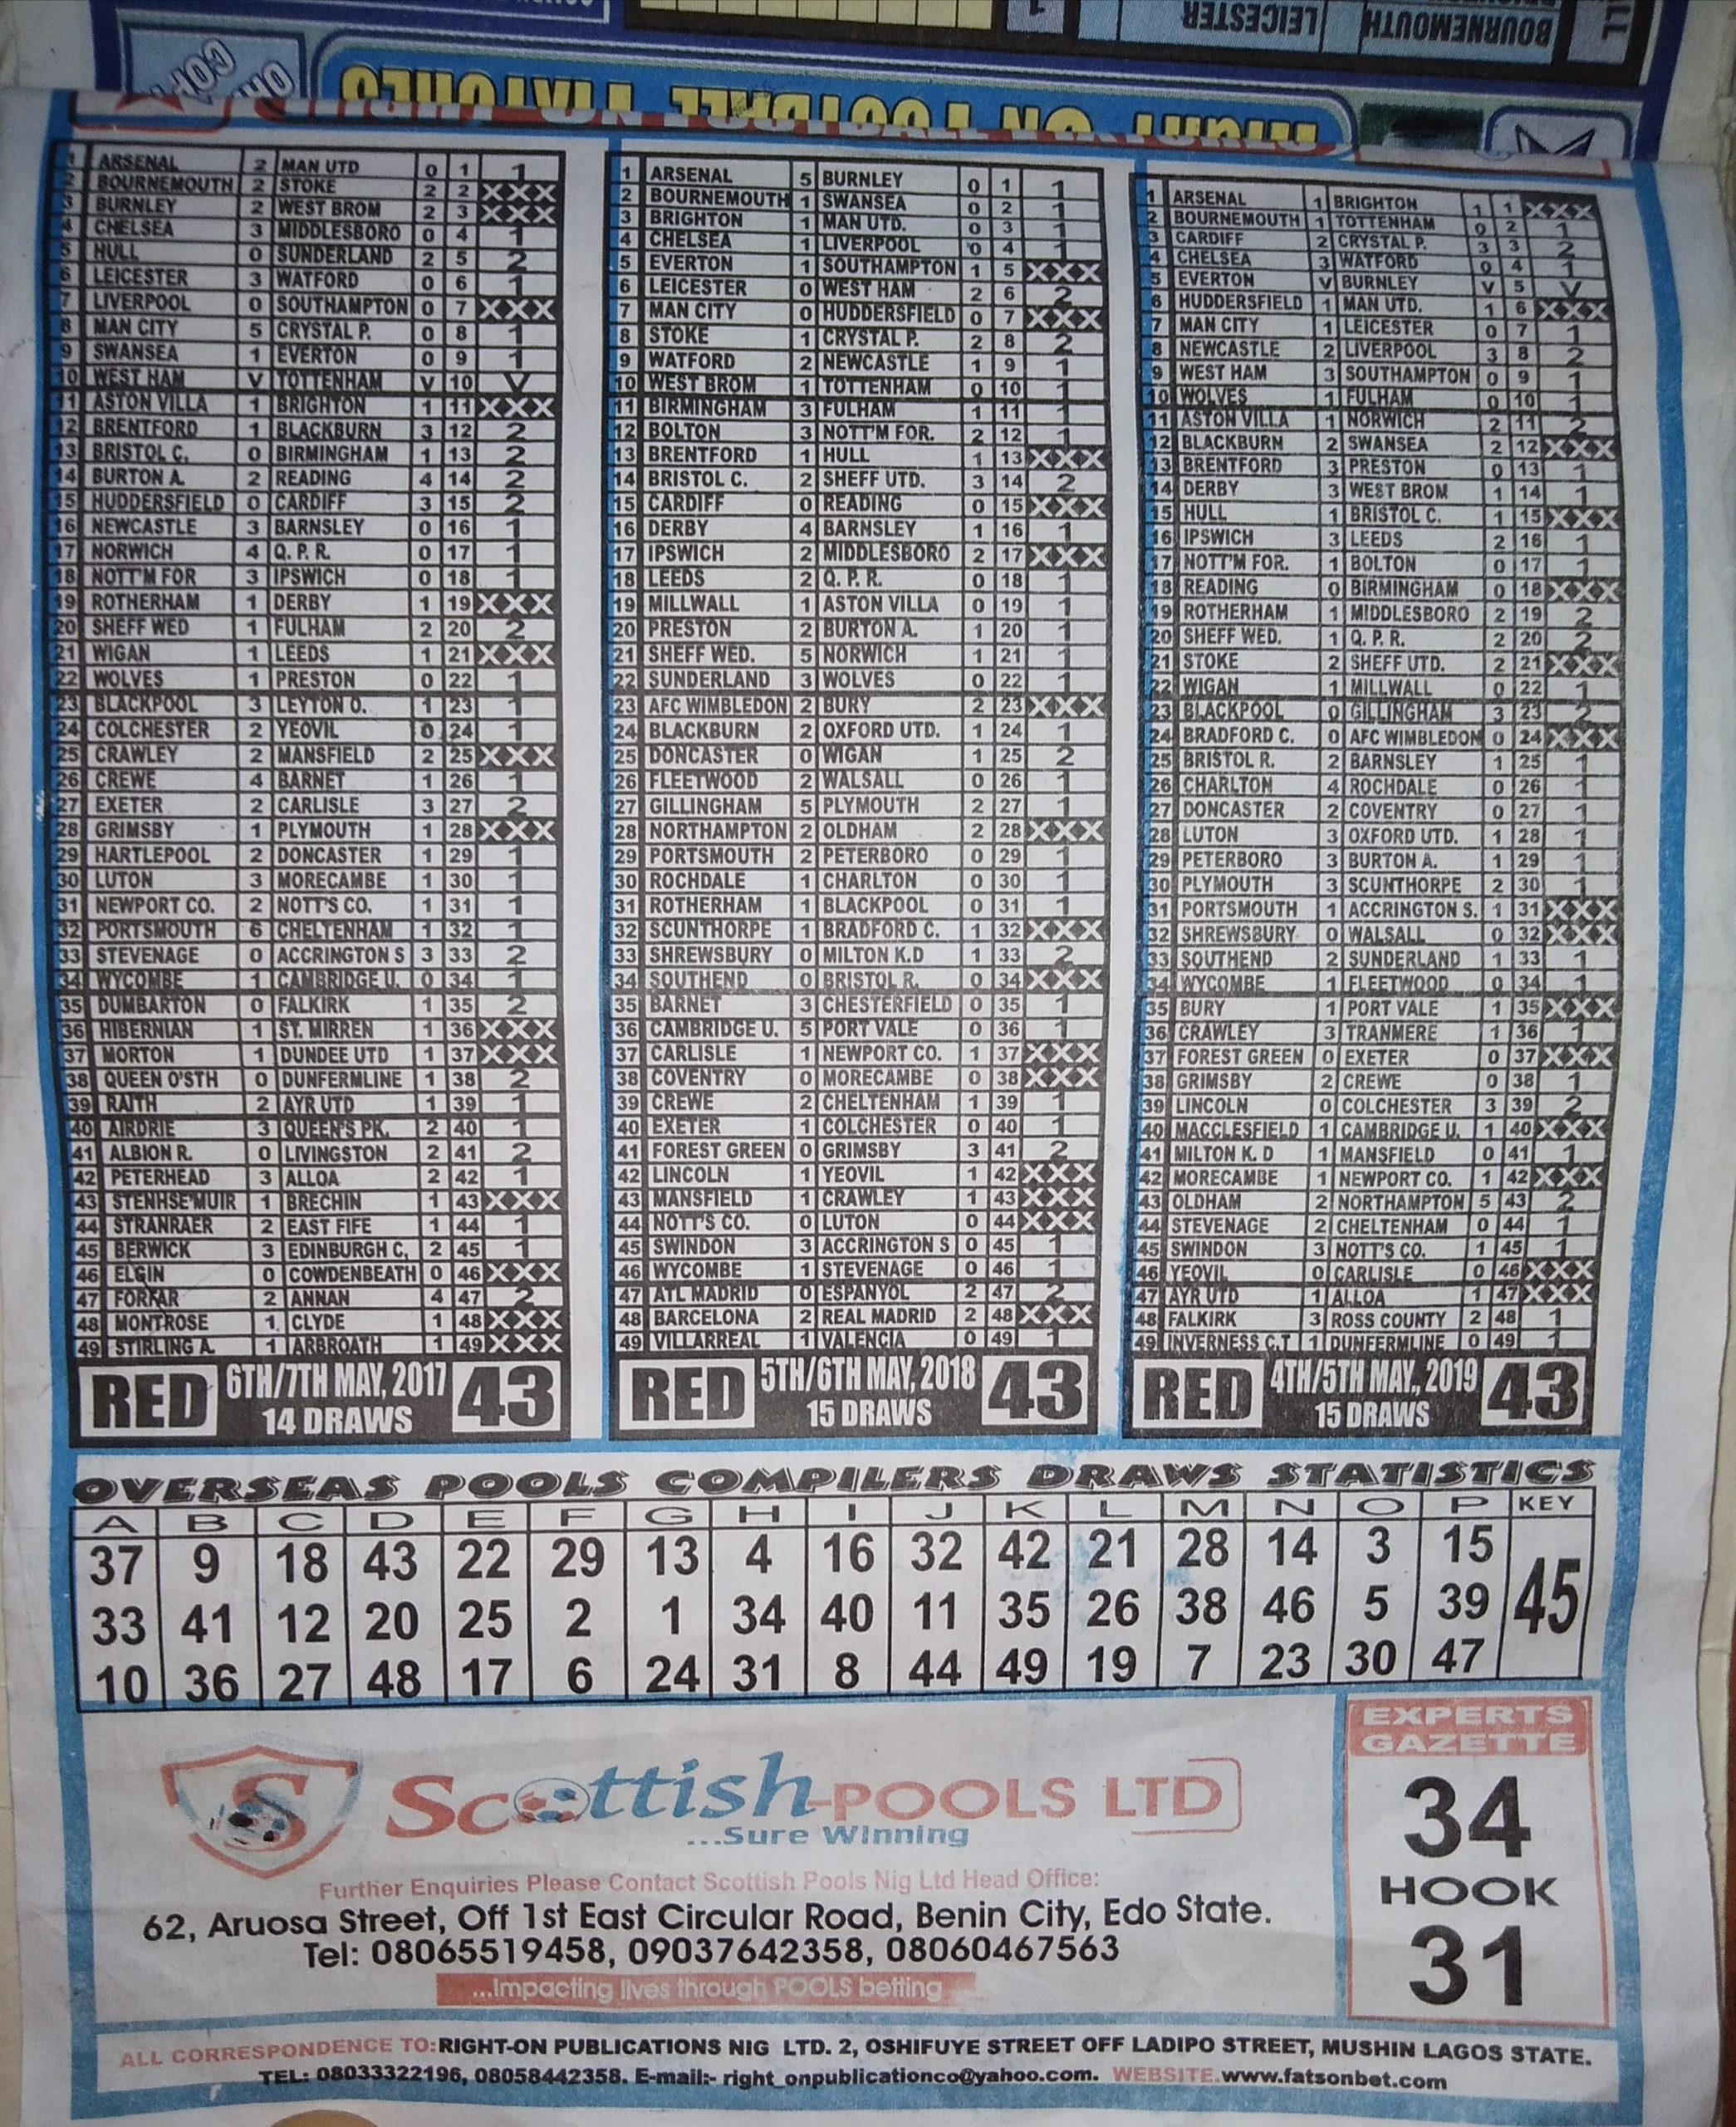 LEICESTER BOURNEMOUTH
1 ARSENAL 2 MAN UTD 0 1 1
2 BOURNEMOUTH 2 STOKE 2 2 XXX
3 BURNLEY 2 WEST BROM 2 3 XXX
4 CHELSEA 3 MIDDLESBORO 0 4 1
5 HULL 0 SUNDERLAND 2 5 2
6 LEICESTER 3 WATFORD 0 6 1
7 LIVERPOOL 0 SOUTHAMPTON 0 7 XXX
8 MAN CITY 5 CRYSTAL P. 0 8 1
9 SWANSEA 1 EVERTON 0 9 1
10 WEST HAM V TOTTENHAM V 10 V
11 ASTON VILLA 1 BRIGHTON 1 11 XXX
12 BRENTFORD 1 BLACKBURN 3 12 2
13 BRISTOL C. 0 BIRMINGHAM 1 13 2
14 BURTON A. 2 READING 4 14 2
15 HUDDERSFIELD 0 CARDIFF 3 15 2
16 NEWCASTLE 3 BARNSLEY 0 16 1
17 NORWICH 4 Q. P. R. 0 17 1
18 NOTT'M FOR 3 IPSWICH 0 18 1
19 ROTHERHAM 1 DERBY 1 19 XXX
20 SHEFF WED 1 FULHAM 2 20 2
21 WIGAN 1 LEEDS 1 21 XXX
22 WOLVES 1 PRESTON 0 22 1
23 BLACKPOOL 3 LEYTON O. 1 23 1
24 COLCHESTER 2 YEOVIL 0 24 1
25 CRAWLEY 2 MANSFIELD 2 25 XXX
26 CREWE 4 BARNET 1 26 1
27 EXETER 2 CARLISLE 3 27 2
28 GRIMSBY 1 PLYMOUTH 1 28 XXX
29 HARTLEPOOL 2 DONCASTER 1 29 1
30 LUTON 3 MORECAMBE 1 30 1
31 NEWPORT CO. 2 NOTT'S CO. 1 31 1
32 PORTSMOUTH 6 CHELTENHAM 1 32 1
33 STEVENAGE 0 ACCRINGTON S 3 33 2
34 WYCOMBE 1 CAMBRIDGE U. 0 34 1
35 DUMBARTON 0 FALKIRK 1 35 2
36 HIBERNIAN 1 ST. MIRREN 1 36 XXX
37 MORTON 1 DUNDEE UTD 1 37 XXX
38 QUEEN O'STH 0 DUNFERMLINE 1 38 2
39 RAITH 2 AYR UTD 1 39 1
40 AIRDRIE 3 QUEEN'S PK. 2 40 1
41 ALBION R. 0 LIVINGSTON 2 41 2
42 PETERHEAD 3 ALLOA 2 42 1
43 STENHSE'MUIR 1 BRECHIN 1 43 XXX
44 STRANRAER 2 EAST FIFE 1 44 1
45 BERWICK 3 EDINBURGH C, 2 45 1
46 ELGIN 0 COWDENBEATH 0 46 XXX
47 FORFAR 2 ANNAN 4 47 2
48 MONTROSE 1 CLYDE 1 48 XXX
49 STIRLING A. 1 ARBROATH 1 49 XXX
RED 6TH/7TH MAY, 2017 43
14 DRAWS
1 ARSENAL 5 BURNLEY 0 1 1
2 BOURNEMOUTH 1 SWANSEA 0 2 1
3 BRIGHTON 1 MAN UTD. 0 3 1
4 CHELSEA 1 LIVERPOOL 0 4 1
5 EVERTON 1 SOUTHAMPTON 1 5 XXX
6 LEICESTER 0 WEST HAM 2 6 2
7 MAN CITY 0 HUDDERSFIELD 0 7 XXX
8 STOKE 1 CRYSTAL P. 2 8 2
9 WATFORD 2 NEWCASTLE 1 9 1
10 WEST BROM 1 TOTTENHAM 0 10 1
11 BIRMINGHAM 3 FULHAM 1 11 1
12 BOLTON 3 NOTT'M FOR. 2 12 1
13 BRENTFORD 1 HULL 1 13 XXX
14 BRISTOL C. 2 SHEFF UTD. 3 14 2
15 CARDIFF 0 READING 0 15 XXX
16 DERBY 4 BARNSLEY 1 16 1
17 IPSWICH 2 MIDDLESBORO 2 17 XXX
18 LEEDS 2 Q. P. R. 0 18 1
19 MILLWALL 1 ASTON VILLA 0 19 1
20 PRESTON 2 BURTON A. 1 20 1
21 SHEFF WED. 5 NORWICH 1 21 1
22 SUNDERLAND 3 WOLVES 0 22 1
23 AFC WIMBLEDON 2 BURY 2 23 XXX
24 BLACKBURN 2 OXFORD UTD. 1 24 1
25 DONCASTER 0 WIGAN 1 25 2
26 FLEETWOOD 2 WALSALL 0 26 1
27 GILLINGHAM 5 PLYMOUTH 2 27 1
28 NORTHAMPTON 2 OLDHAM 2 28 XXX
29 PORTSMOUTH 2 PETERBORO 0 29 1
30 ROCHDALE 1 CHARLTON 0 30 1
31 ROTHERHAM 1 BLACKPOOL 0 31 1
32 SCUNTHORPE 1 BRADFORD C. 1 32 XXX
33 SHREWSBURY 0 MILTON K.D 1 33 2
34 SOUTHEND 0 BRISTOL R. 0 34 XXX
35 BARNET 3 CHESTERFIELD 0 35 1
36 CAMBRIDGE U. 5 PORT VALE 0 36 1
37 CARLISLE 1 NEWPORT CO. 1 37 XXX
38 COVENTRY 0 MORECAMBE 0 38 XXX
39 CREWE 2 CHELTENHAM 1 39 1
40 EXETER 1 COLCHESTER 0 40 1
41 FOREST GREEN 0 GRIMSBY 3 41 2
42 LINCOLN 1 YEOVIL 1 42 XXX
43 MANSFIELD 1 CRAWLEY 1 43 XXX
44 NOTT'S CO. 0 LUTON 0 44 XXX
45 SWINDON 3 ACCRINGTON S 0 45 1
46 WYCOMBE 1 STEVENAGE 0 46 1
47 ATL MADRID 0 ESPANYOL 2 47 2
48 BARCELONA 2 REAL MADRID 2 48 XXX
49 VILLARREAL 1 VALENCIA 0 49 1
RED 5TH/6TH MAY, 2018 43
15 DRAWS
1 ARSENAL 1 BRIGHTON 1 1 XXX
2 BOURNEMOUTH 1 TOTTENHAM 0 2 1
3 CARDIFF 2 CRYSTAL P. 3 3 2
4 CHELSEA 3 WATFORD 0 4 1
5 EVERTON V BURNLEY V 5 V
6 HUDDERSFIELD 1 MAN UTD. 1 6 XXX
7 MAN CITY 1 LEICESTER 0 7 1
8 NEWCASTLE 2 LIVERPOOL 3 8 2
9 WEST HAM 3 SOUTHAMPTON 0 9 1
10 WOLVES 1 FULHAM 0 10 1
11 ASTON VILLA 1 NORWICH 2 11 2
12 BLACKBURN 2 SWANSEA 2 12 XXX
13 BRENTFORD 3 PRESTON 0 13 1
14 DERBY 3 WEST BROM 1 14 1
15 HULL 1 BRISTOL C. 1 15 XXX
16 IPSWICH 3 LEEDS 2 16 1
17 NOTT'M FOR. 1 BOLTON 0 17 1
18 READING 0 BIRMINGHAM 0 18 XXX
19 ROTHERHAM 1 MIDDLESBORO 2 19 2
20 SHEFF WED. 1 Q. P. R. 2 20 2
21 STOKE 2 SHEFF UTD. 2 21 XXX
22 WIGAN 1 MILLWALL 0 22 1
23 BLACKPOOL 0 GILLINGHAM 3 23 2
24 BRADFORD C. 0 AFC WIMBLEDON 0 24 XXX
25 BRISTOL R. 2 BARNSLEY 1 25 1
26 CHARLTON 4 ROCHDALE 0 26 1
27 DONCASTER 2 COVENTRY 0 27 1
28 LUTON 3 OXFORD UTD. 1 28 1
29 PETERBORO 3 BURTON A. 1 29 1
30 PLYMOUTH 3 SCUNTHORPE 2 30 1
31 PORTSMOUTH 1 ACCRINGTON S. 1 31 XXX
32 SHREWSBURY 0 WALSALL 0 32 XXX
33 SOUTHEND 2 SUNDERLAND 1 33 1
34 WYCOMBE 1 FLEETWOOD 0 34 1
35 BURY 1 PORT VALE 1 35 XXX
36 CRAWLEY 3 TRANMERE 1 36 1
37 FOREST GREEN 0 EXETER 0 37 XXX
38 GRIMSBY 2 CREWE 0 38 1
39 LINCOLN 0 COLCHESTER 3 39 2
40 MACCLESFIELD 1 CAMBRIDGE U. 1 40 XXX
41 MILTON K. D 1 MANSFIELD 0 41 1
42 MORECAMBE 1 NEWPORT CO. 1 42 XXX
43 OLDHAM 2 NORTHAMPTON 5 43 2
44 STEVENAGE 2 CHELTENHAM 0 44 1
45 SWINDON 3 NOTT'S CO. 1 45 1
46 YEOVIL 0 CARLISLE 0 46 XXX
47 AYR UTD 1 ALLOA 1 47 XXX
48 FALKIRK 3 ROSS COUNTY 2 48 1
49 INVERNESS C.T 1 DUNFERMLINE 0 49 1
RED 4TH/5TH MAY, 2019 43
15 DRAWS
OVERSEAS POOLS COMPILERS DRAWS STATISTICS
A B C D E F G H I J K L M N O P KEY
37 9 18 43 22 29 13 4 16 32 42 21 28 14 3 15
33 41 12 20 25 2 1 34 40 11 35 26 38 46 5 39 45
10 36 27 48 17 6 24 31 8 44 49 19 7 23 30 47
S Scottish-POOLS LTD
...Sure Winning
Further Enquiries Please Contact Scottish Pools Nig Ltd Head Office:
62, Aruosa Street, Off 1st East Circular Road, Benin City, Edo State.
Tel: 08065519458, 09037642358, 08060467563
...Impacting lives through POOLS betting
EXPERTS
GAZETTE
34
HOOK
31
ALL CORRESPONDENCE TO: RIGHT-ON PUBLICATIONS NIG LTD. 2, OSHIFUYE STREET OFF LADIPO STREET, MUSHIN LAGOS STATE.
TEL: 08033322196, 08058442358. E-mail:- right_onpublicationco@yahoo.com. WEBSITE.www.fatsonbet.com